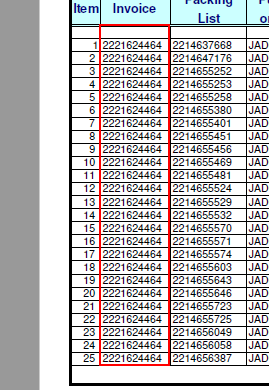 Item Invoice Packing List
1 2221624464 2214637668 JAD
2 2221624464 2214647176 JAD
3 2221624464 2214655252 JAD
4 2221624464 2214655253 JAD
5 2221624464 2214655258 JAD
6 2221624464 2214655380 JAD
7 2221624464 2214655401 JAD
8 2221624464 2214655451 JAD
9 2221624464 2214655456 JAD
10 2221624464 2214655469 JAD
11 2221624464 2214655481 JAD
12 2221624464 2214655524 JAD
13 2221624464 2214655529 JAD
14 2221624464 2214655532 JAD
15 2221624464 2214655570 JAD
16 2221624464 2214655571 JAD
17 2221624464 2214655574 JAD
18 2221624464 2214655603 JAD
19 2221624464 2214655643 JAD
20 2221624464 2214655646 JAD
21 2221624464 2214655723 JAD
22 2221624464 2214655725 JAD
23 2221624464 2214656049 JAD
24 2221624464 2214656058 JAD
25 2221624464 2214656387 JAD